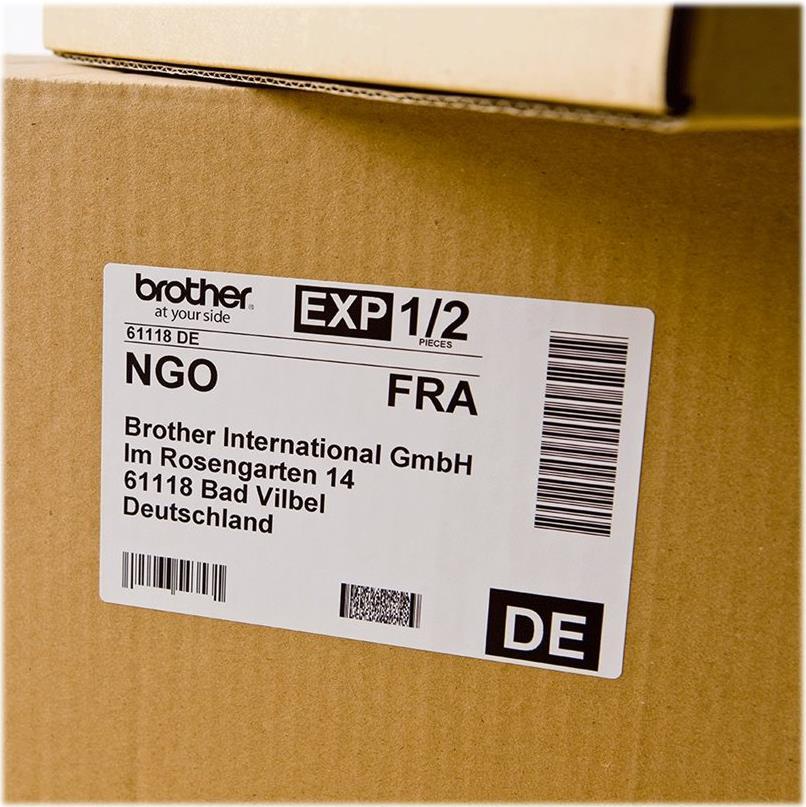 brother
at your side
EXP 1/2
PIECES
61118 DE
NGO FRA
Brother International GmbH
Im Rosengarten 14
61118 Bad Vilbel
Deutschland
DE